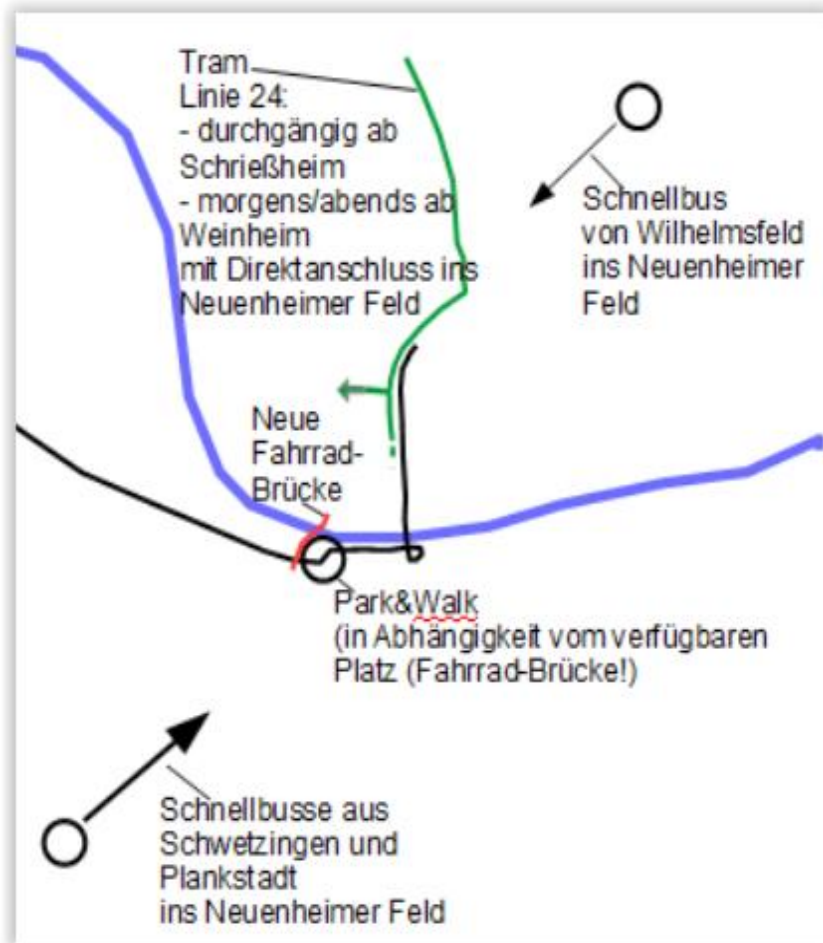 Tram
Linie 24:
- durchgängig ab
Schrießheim
- morgens/abends ab
Weinheim
mit Direktanschluss ins
Neuenheimer Feld
Schnellbus
von Wilhelmsfeld
ins Neuenheimer
Feld
Neue
Fahrrad-
Brücke
Park&Walk
(in Abhängigkeit vom verfügbaren
Platz (Fahrrad-Brücke!)
Schnellbusse aus
Schwetzingen und
Plankstadt
ins Neuenheimer Feld